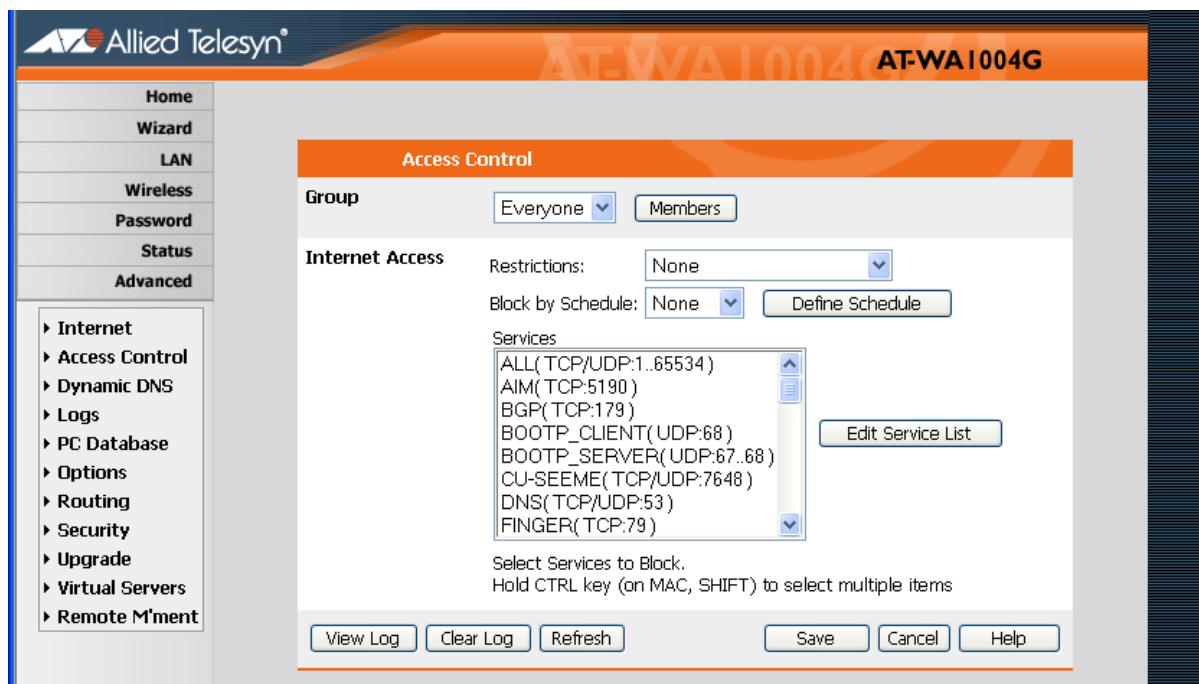 Allied Telesyn®
AT-WA1004G
AT-WA1004G
Home
Wizard
LAN
Wireless
Password
Status
Advanced
Internet
Access Control
Dynamic DNS
Logs
PC Database
Options
Routing
Security
Upgrade
Virtual Servers
Remote M'ment
Access Control
Group Everyone Members
Internet Access Restrictions: None
Block by Schedule: None Define Schedule
Services
ALL(TCP/UDP:1..65534)
AIM(TCP:5190)
BGP(TCP:179)
BOOTP_CLIENT(UDP:68)
BOOTP_SERVER(UDP:67..68)
CU-SEEME(TCP/UDP:7648)
DNS(TCP/UDP:53)
FINGER(TCP:79)
Edit Service List
Select Services to Block.
Hold CTRL key (on MAC, SHIFT) to select multiple items
View Log Clear Log Refresh Save Cancel Help